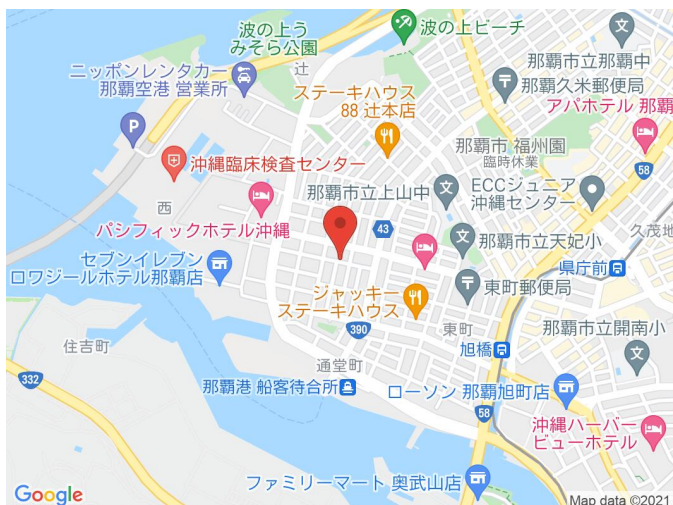 波の上う
みそら公園
波の上ビーチ
那覇市立那覇中
辻
ニッポンレンタカー
那覇空港 営業所
ステーキハウス
88 辻本店
那覇久米郵便局
アパホテル 那覇
P
那覇市 福州園
臨時休業
58
沖縄臨床検査センター
西
那覇市立上山中
ECCジュニア
沖縄センター
パシフィックホテル沖縄
43
久茂地
那覇市立天妃小
セブンイレブン
ロワジールホテル那覇店
県庁前
ジャッキー
ステーキハウス
東町郵便局
390
東町
那覇市立開南小
住吉町
旭橋
通堂町
332
那覇港 船客待合所
ローソン 那覇旭町店
58
沖縄ハーバー
ビューホテル
ファミリーマート 奥武山店
Google
Map data ©2021